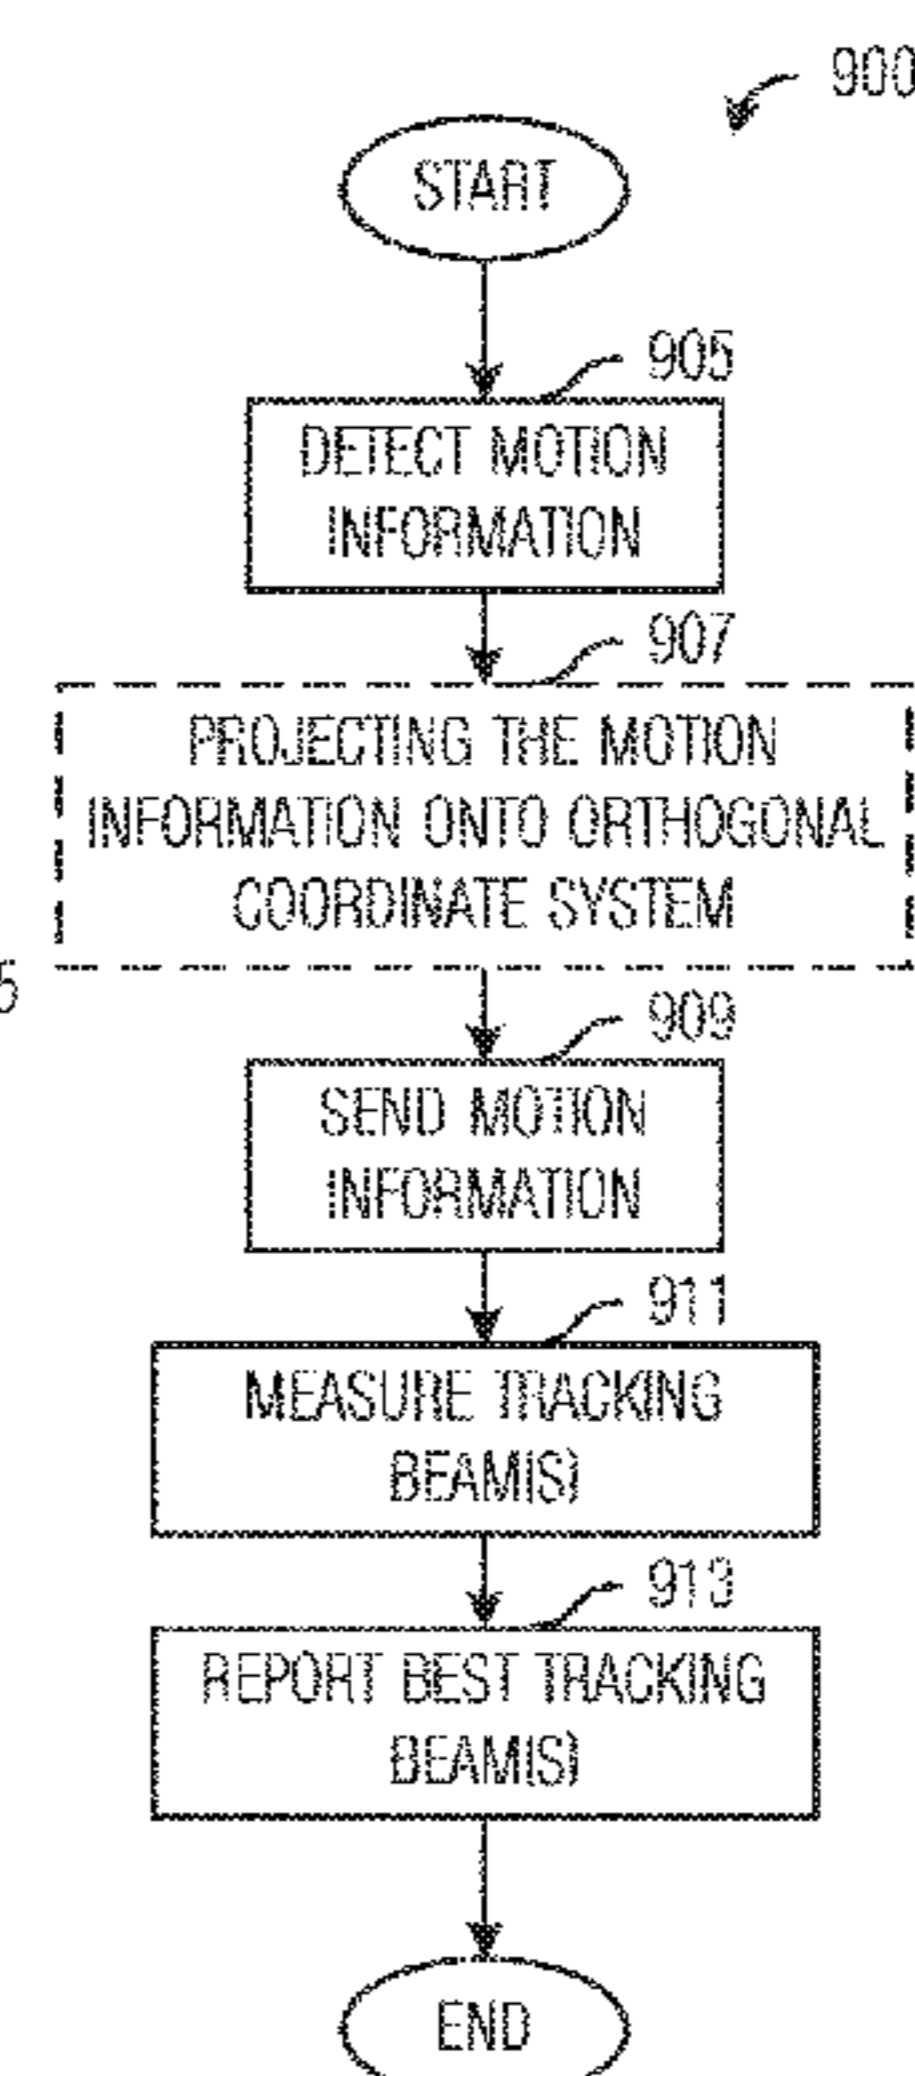 900
START
905
DETECT MOTION
INFORMATION
907
PROJECTING THE MOTION
INFORMATION ONTO ORTHOGONAL
COORDINATE SYSTEM
5
909
SEND MOTION
INFORMATION
911
MEASURE TRACKING
BEAM(S)
913
REPORT BEST TRACKING
BEAM(S)
END